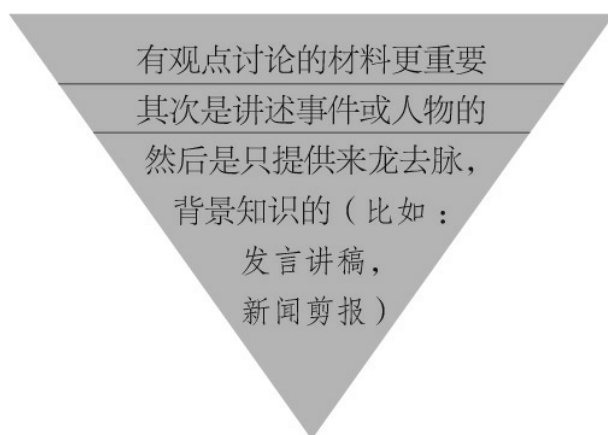 有观点讨论的材料更重要
其次是讲述事件或人物的
然后是只提供来龙去脉，
背景知识的（比如：
发言讲稿，
新闻剪报）